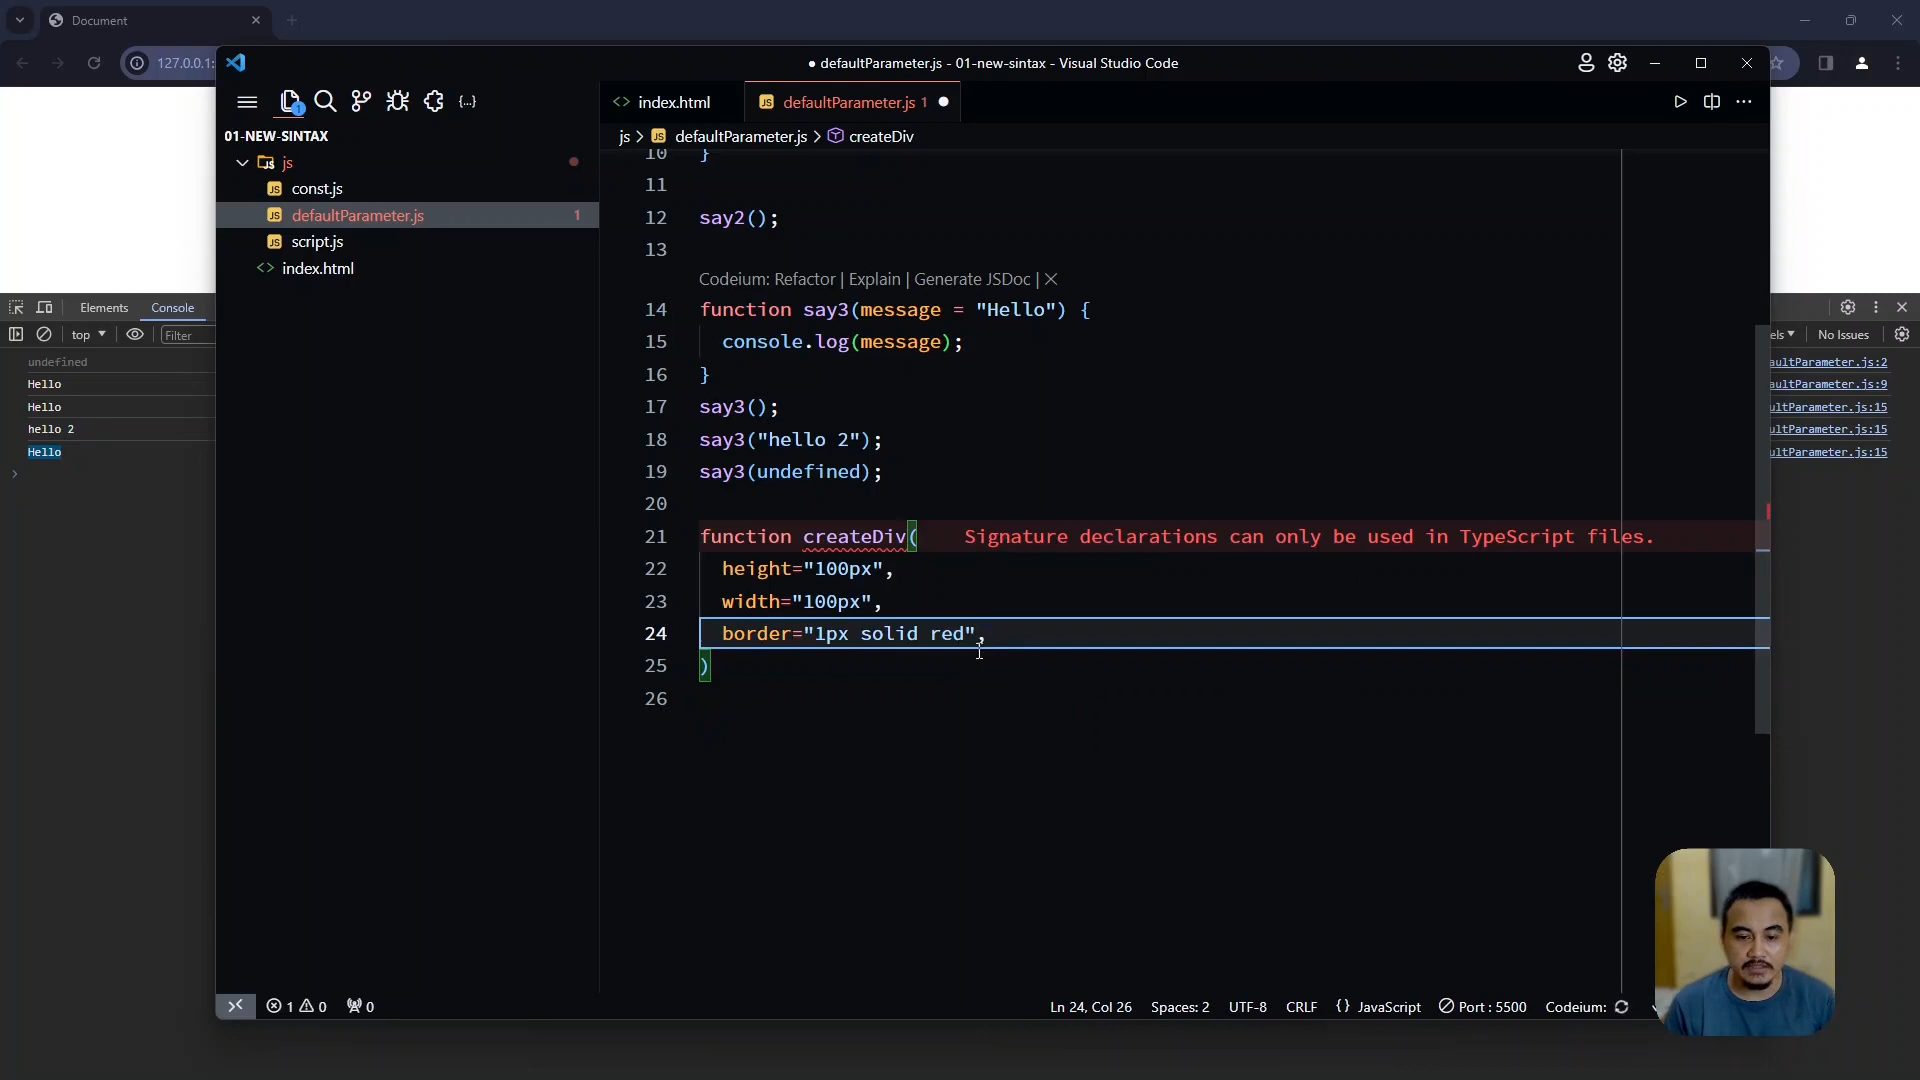 Document
127.0.0.1:
defaultParameter.js - 01-new-sintax - Visual Studio Code
index.html
defaultParameter.js 1
01-NEW-SINTAX
js > defaultParameter.js > createDiv
js
const.js
defaultParameter.js 1
script.js
index.html
Elements
Console
top
Filter
els
No Issues
undefined
Hello
Hello
hello 2
Hello
aultParameter.js:2
aultParameter.js:9
ultParameter.js:15
ultParameter.js:15
ultParameter.js:15
10 }
11
12 say2();
13
Codeium: Refactor | Explain | Generate JSDoc |
14 function say3(message = "Hello") {
15 console.log(message);
16 }
17 say3();
18 say3("hello 2");
19 say3(undefined);
20
21 function createDiv( Signature declarations can only be used in TypeScript files.
22 height="100px",
23 width="100px",
24 border="1px solid red",
25 )
26
1 0 0
Ln 24, Col 26 Spaces: 2 UTF-8 CRLF {} JavaScript Port : 5500 Codeium: